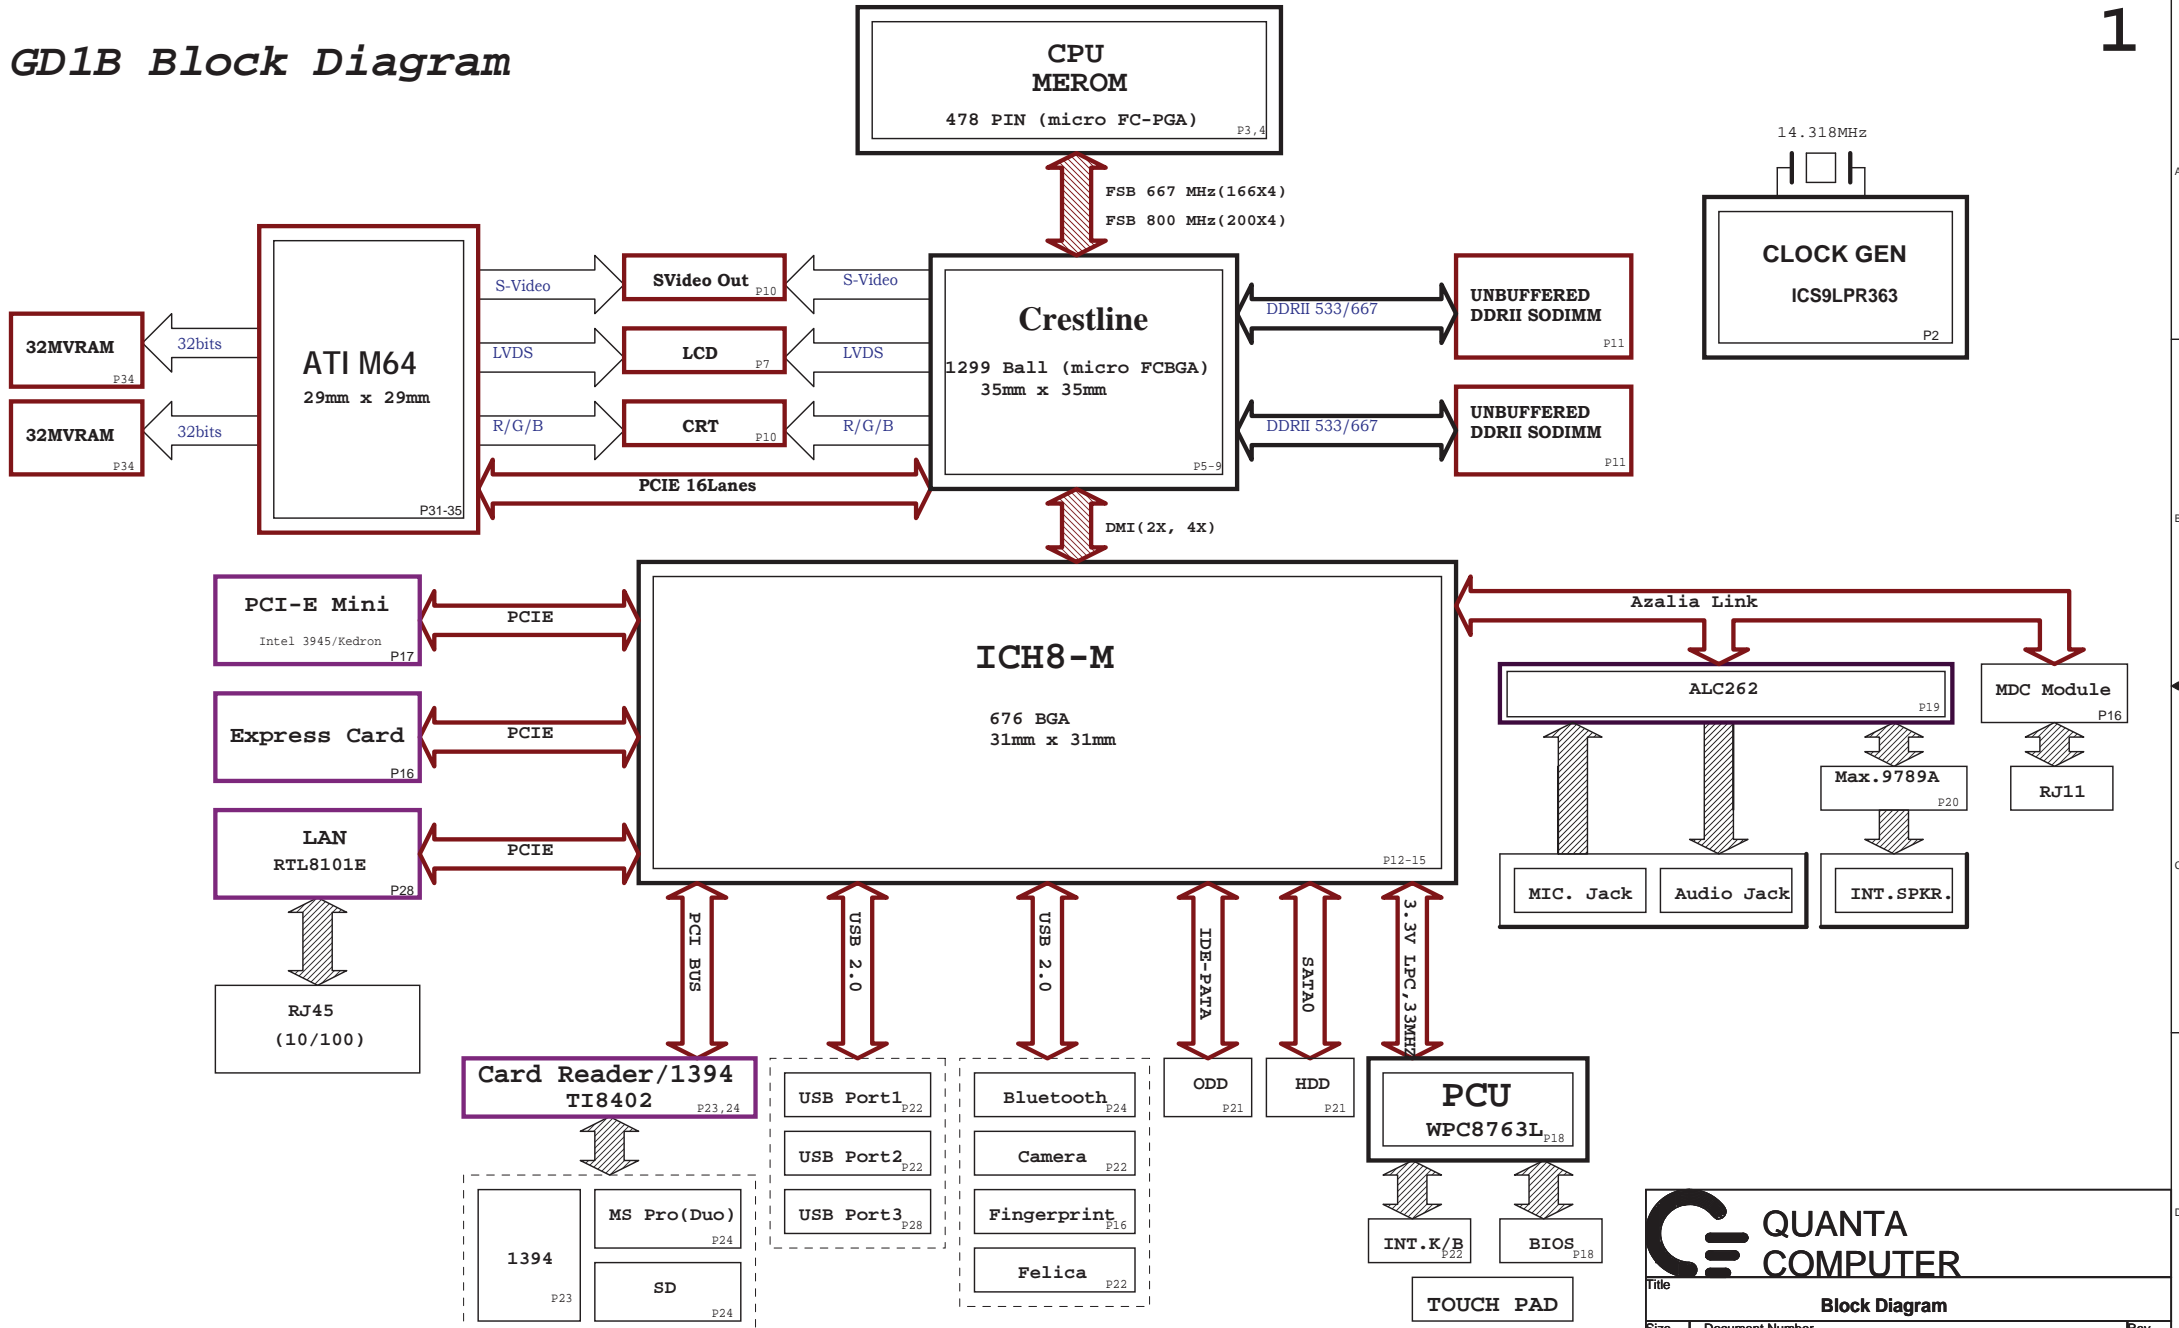 GD1B Block Diagram
1
CPU
MEROM
478 PIN (micro FC-PGA)
P3,4
14.318MHz
FSB 667 MHz(166X4)
FSB 800 MHz(200X4)
CLOCK GEN
ICS9LPR363
P2
32MVRAM
P34
32bits
32MVRAM
P34
32bits
ATI M64
29mm x 29mm
P31-35
S-Video
SVideo Out
P10
S-Video
LVDS
LCD
P7
LVDS
R/G/B
CRT
P10
R/G/B
PCIE 16Lanes
Crestline
1299 Ball (micro FCBGA)
35mm x 35mm
P5-9
DDRII 533/667
UNBUFFERED
DDRII SODIMM
P11
DDRII 533/667
UNBUFFERED
DDRII SODIMM
P11
DMI(2X, 4X)
PCI-E Mini
Intel 3945/Kedron
P17
PCIE
Express Card
P16
PCIE
LAN
RTL8101E
P28
PCIE
RJ45
(10/100)
ICH8-M
676 BGA
31mm x 31mm
P12-15
Azalia Link
ALC262
P19
MDC Module
P16
Max.9789A
P20
RJ11
MIC. Jack
Audio Jack
INT.SPKR.
PCI BUS
USB 2.0
USB 2.0
IDE-PATA
SATA0
3.3V LPC,33MHZ
Card Reader/1394
TI8402
P23,24
1394
P23
MS Pro(Duo)
P24
SD
P24
USB Port1
P22
USB Port2
P22
USB Port3
P28
Bluetooth
P24
Camera
P22
Fingerprint
P16
Felica
P22
ODD
P21
HDD
P21
PCU
WPC8763L
P18
INT.K/B
P22
BIOS
P18
TOUCH PAD
QUANTA
COMPUTER
Title
Block Diagram
Size
Document Number
Rev
A
B
C
D